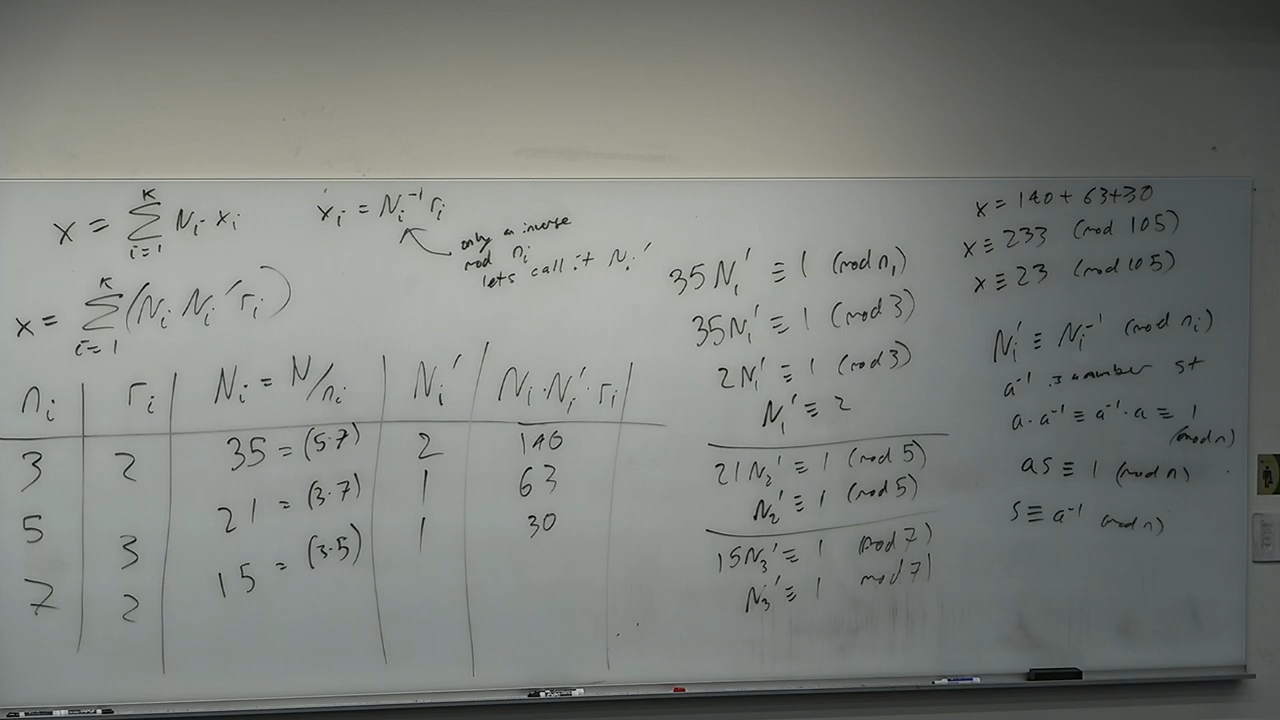 x = Σ_{i=1}^{K} N_i · x_i
x_i = N_i^{-1} r_i
only an inverse
mod n_i
lets call it N_i'
x = Σ_{i=1}^{K} (N_i N_i' r_i)
n_i | r_i | N_i = N/n_i | N_i' | N_i · N_i' · r_i
3 | 2 | 35 = (5·7) | 2 | 140
5 | 3 | 21 = (3·7) | 1 | 63
7 | 2 | 15 = (3·5) | 1 | 30
35N_1' ≡ 1 (mod n_1)
35N_1' ≡ 1 (mod 3)
2N_1' ≡ 1 (mod 3)
N_1' ≡ 2
21N_2' ≡ 1 (mod 5)
N_2' ≡ 1 (mod 5)
15N_3' ≡ 1 (mod 7)
N_3' ≡ 1 mod 7)
x = 140 + 63+30
x ≡ 233 (mod 105)
x ≡ 23 (mod 105)
N_i' ≡ N_i^{-1} (mod n_i)
a^{-1} is a number st
a · a^{-1} ≡ a^{-1} · a ≡ 1
(mod n)
as ≡ 1 (mod n)
s ≡ a^{-1} (mod n)